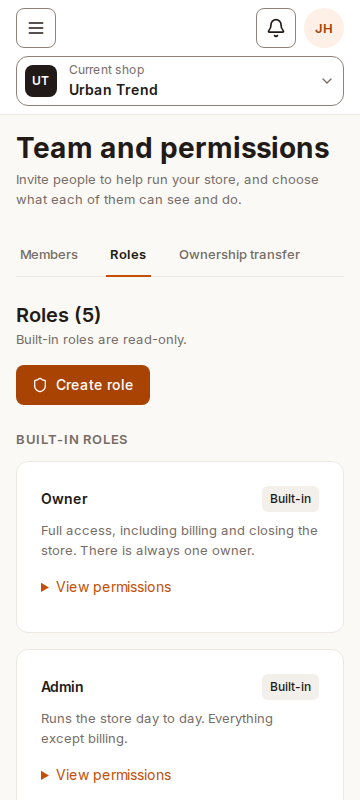 JH
UT
Current shop
Urban Trend
Team and permissions
Invite people to help run your store, and choose
what each of them can see and do.
Members
Roles
Ownership transfer
Roles (5)
Built-in roles are read-only.
Create role
BUILT-IN ROLES
Owner
Built-in
Full access, including billing and closing the
store. There is always one owner.
View permissions
Admin
Built-in
Runs the store day to day. Everything
except billing.
View permissions